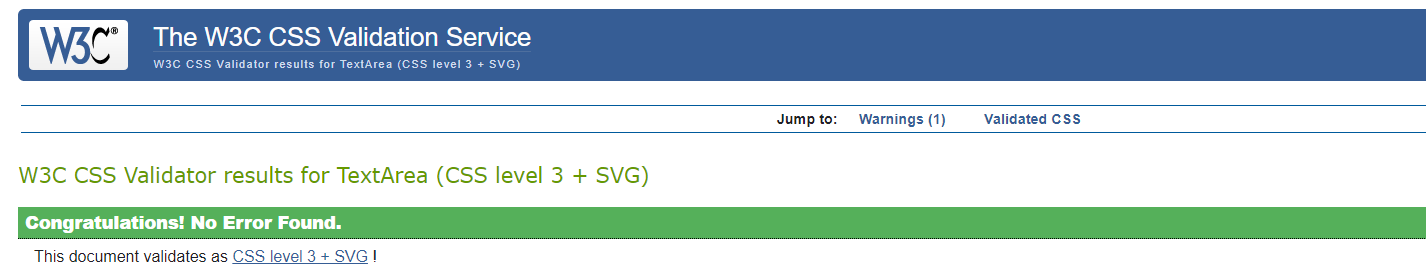 W3C®
The W3C CSS Validation Service
W3C CSS Validator results for TextArea (CSS level 3 + SVG)
Jump to: Warnings (1) Validated CSS
W3C CSS Validator results for TextArea (CSS level 3 + SVG)
Congratulations! No Error Found.
This document validates as CSS level 3 + SVG !